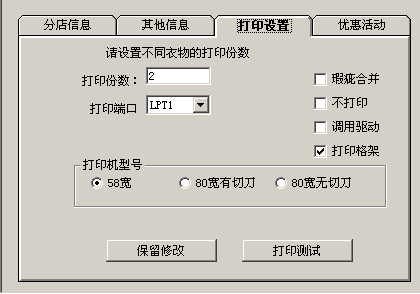 分店信息 其他信息 打印设置 优惠活动
请设置不同衣物的打印份数
打印份数： 2
瑕疵合并
打印端口 LPT1
不打印
调用驱动
打印格架
打印机型号
58宽 80宽有切刀 80宽无切刀
保留修改 打印测试